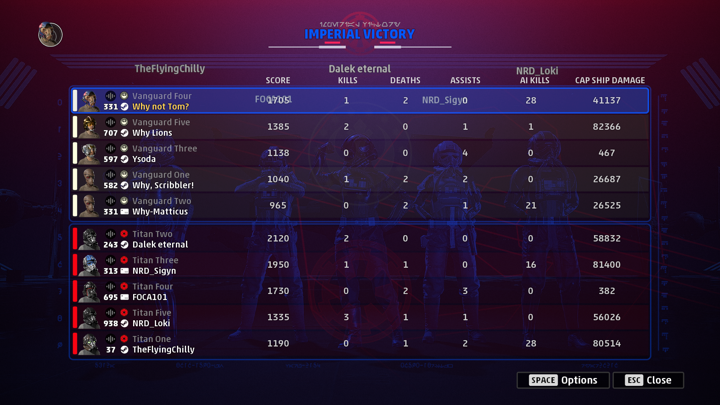 IMPERIAL VICTORY
TheFlyingChilly Dalek eternal NRD_Loki
SCORE KILLS DEATHS ASSISTS AI KILLS CAP SHIP DAMAGE
FOCA101 NRD_Sigyn
Vanguard Four
331 Why not Tom? 1705 1 2 0 28 41137
Vanguard Five
707 Why Lions 1385 2 0 1 1 82366
Vanguard Three
597 Ysoda 1138 0 0 4 0 467
Vanguard One
582 Why, Scribbler! 1040 1 2 2 0 26687
Vanguard Two
331 Why-Matticus 965 0 2 1 21 26525
Titan Two
243 Dalek eternal 2120 2 0 0 0 58832
Titan Three
313 NRD_Sigyn 1950 1 1 0 16 81400
Titan Four
695 FOCA101 1730 0 2 3 0 382
Titan Five
938 NRD_Loki 1335 3 1 1 0 56026
Titan One
37 TheFlyingChilly 1190 0 1 2 28 80514
SPACE Options ESC Close